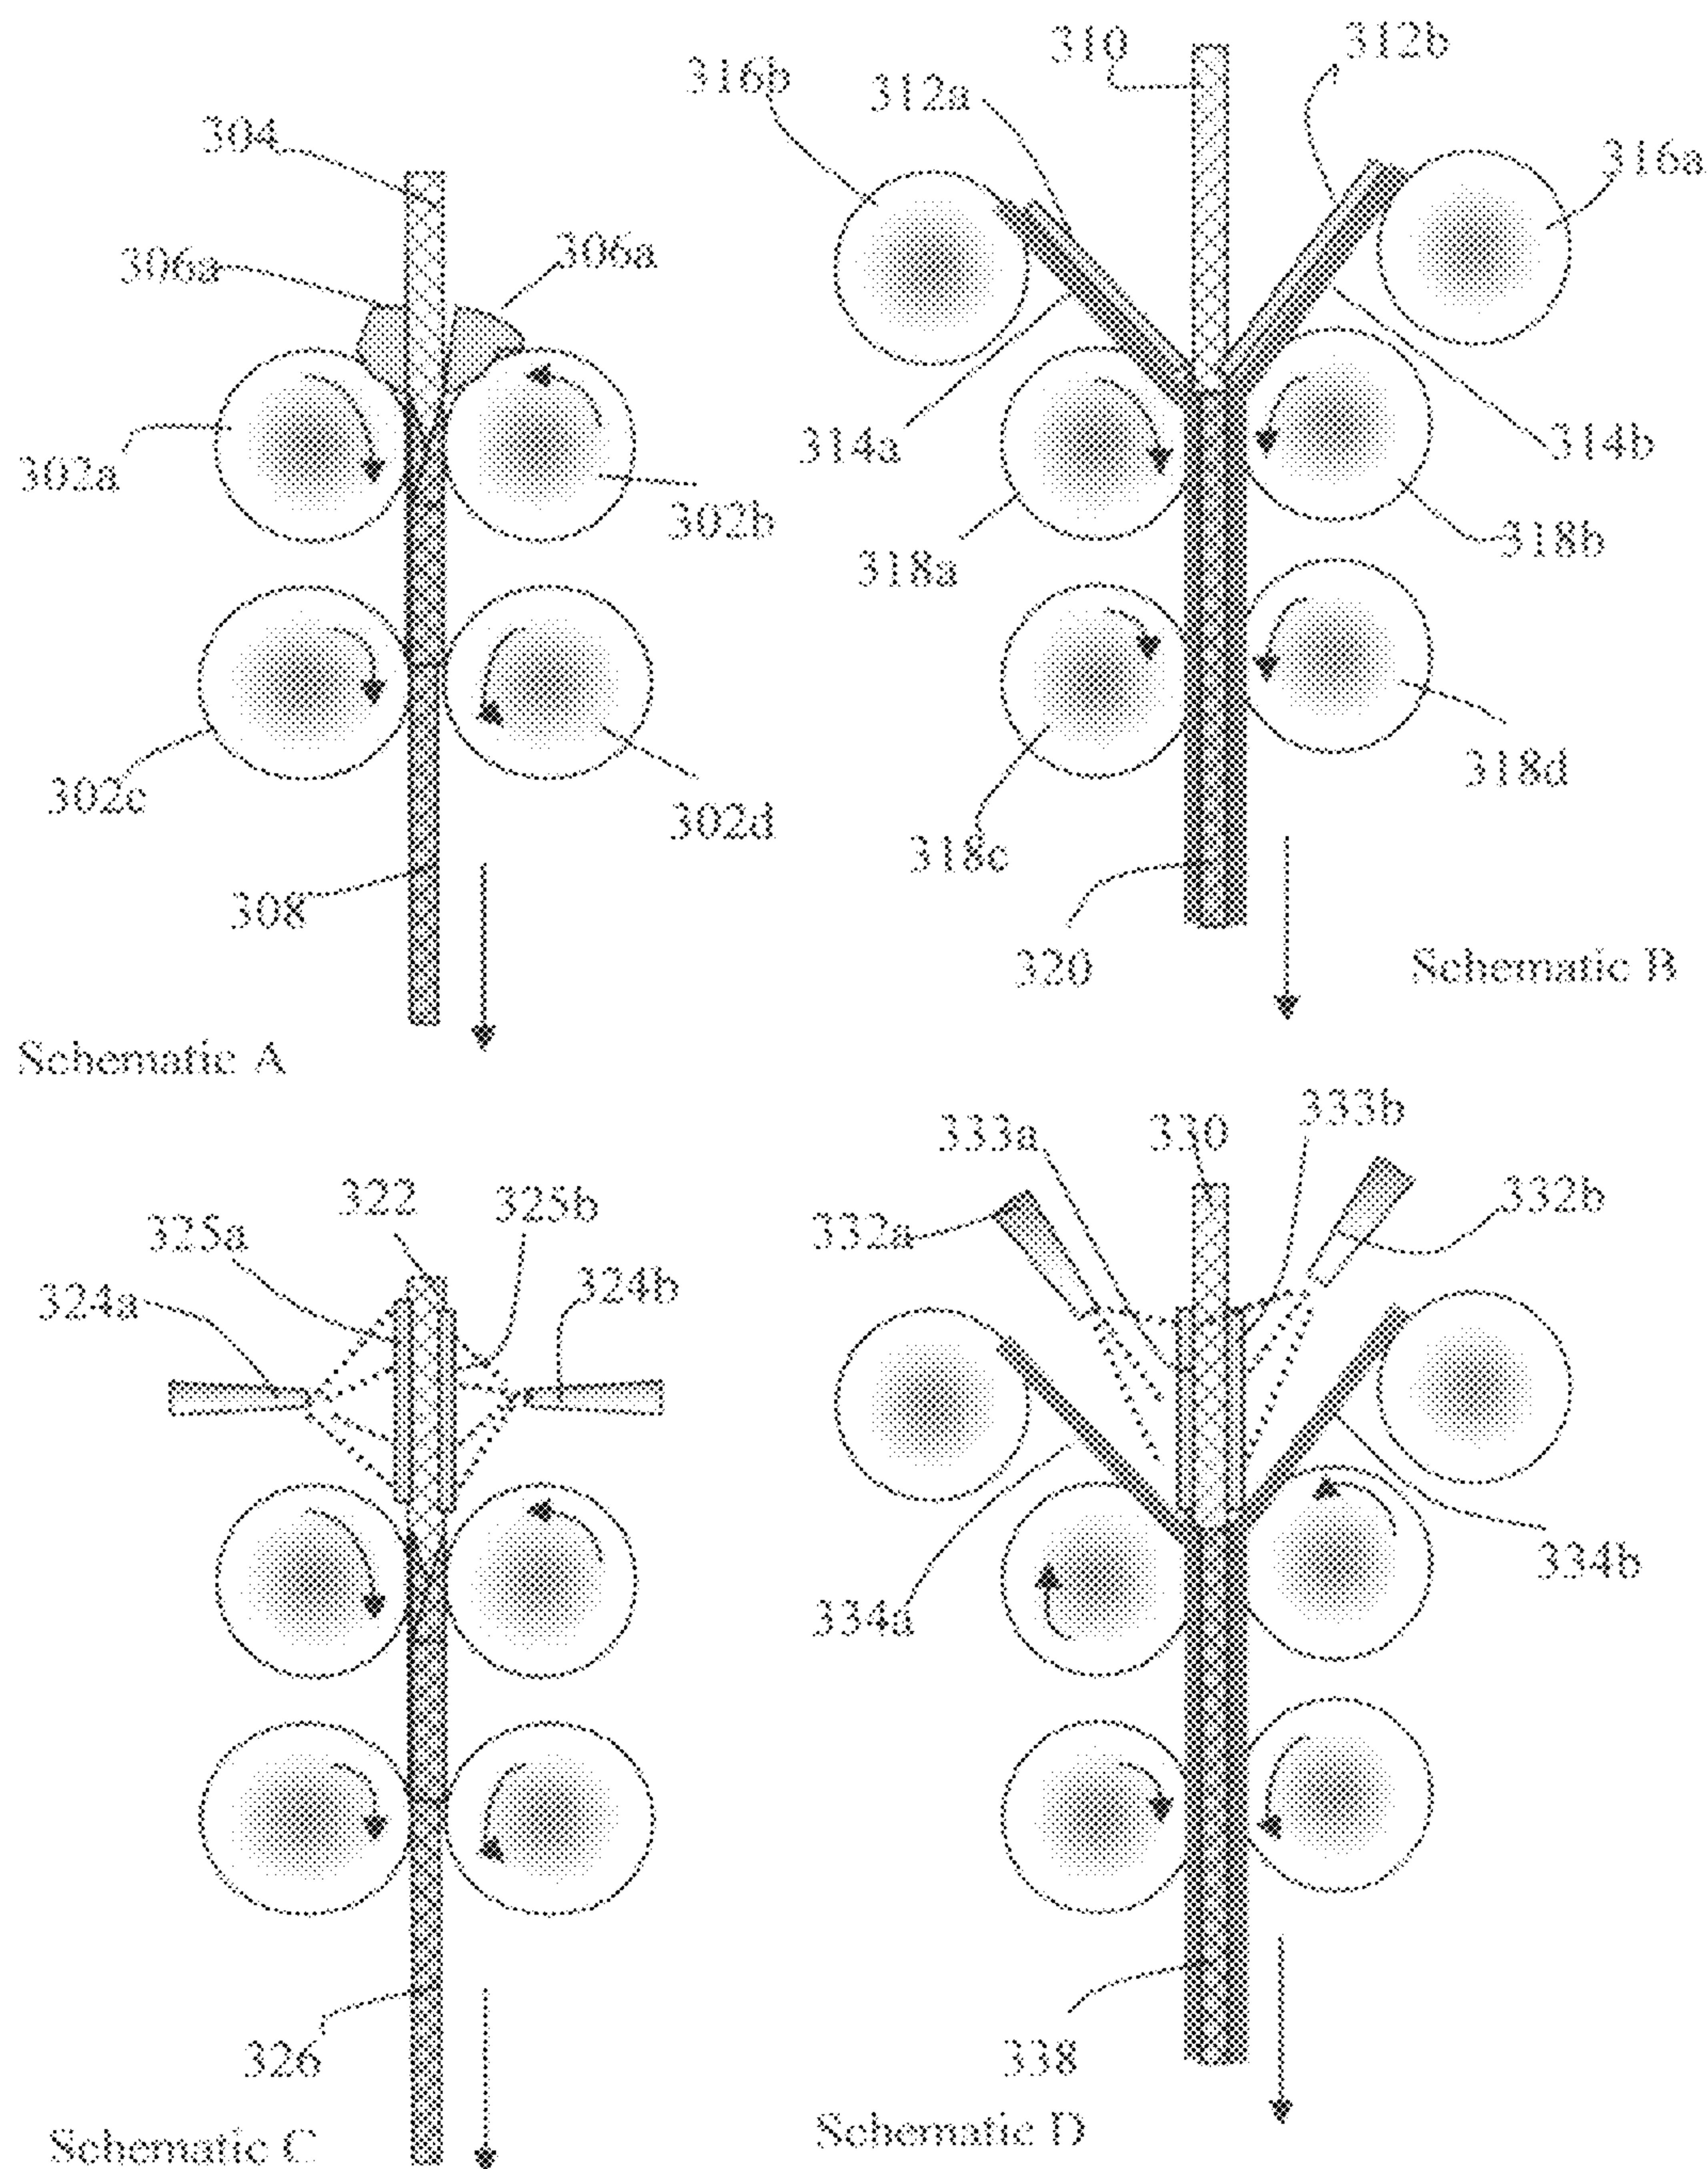 304
306a
306a
302a
302b
302c
302d
308
Schematic A
310
312b
316b
312a
316a
314a
314b
318a
318b
318c
318d
320
Schematic B
322
325a
325b
324a
324b
326
Schematic C
333a
330
333b
332a
332b
334a
334b
338
Schematic D